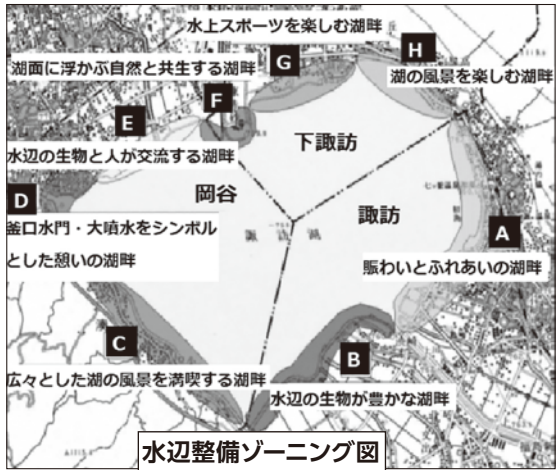 水上スポーツを楽しむ湖畔
H
湖面に浮かぶ自然と共生する湖畔
G
湖の風景を楽しむ湖畔
F
E
下諏訪
水辺の生物と人が交流する湖畔
岡谷
D
諏訪
釜口水門・大噴水をシンボル
とした憩いの湖畔
A
賑わいとふれあいの湖畔
諏訪湖
C
B
広々とした湖の風景を満喫する湖畔
水辺の生物が豊かな湖畔
水辺整備ゾーニング図